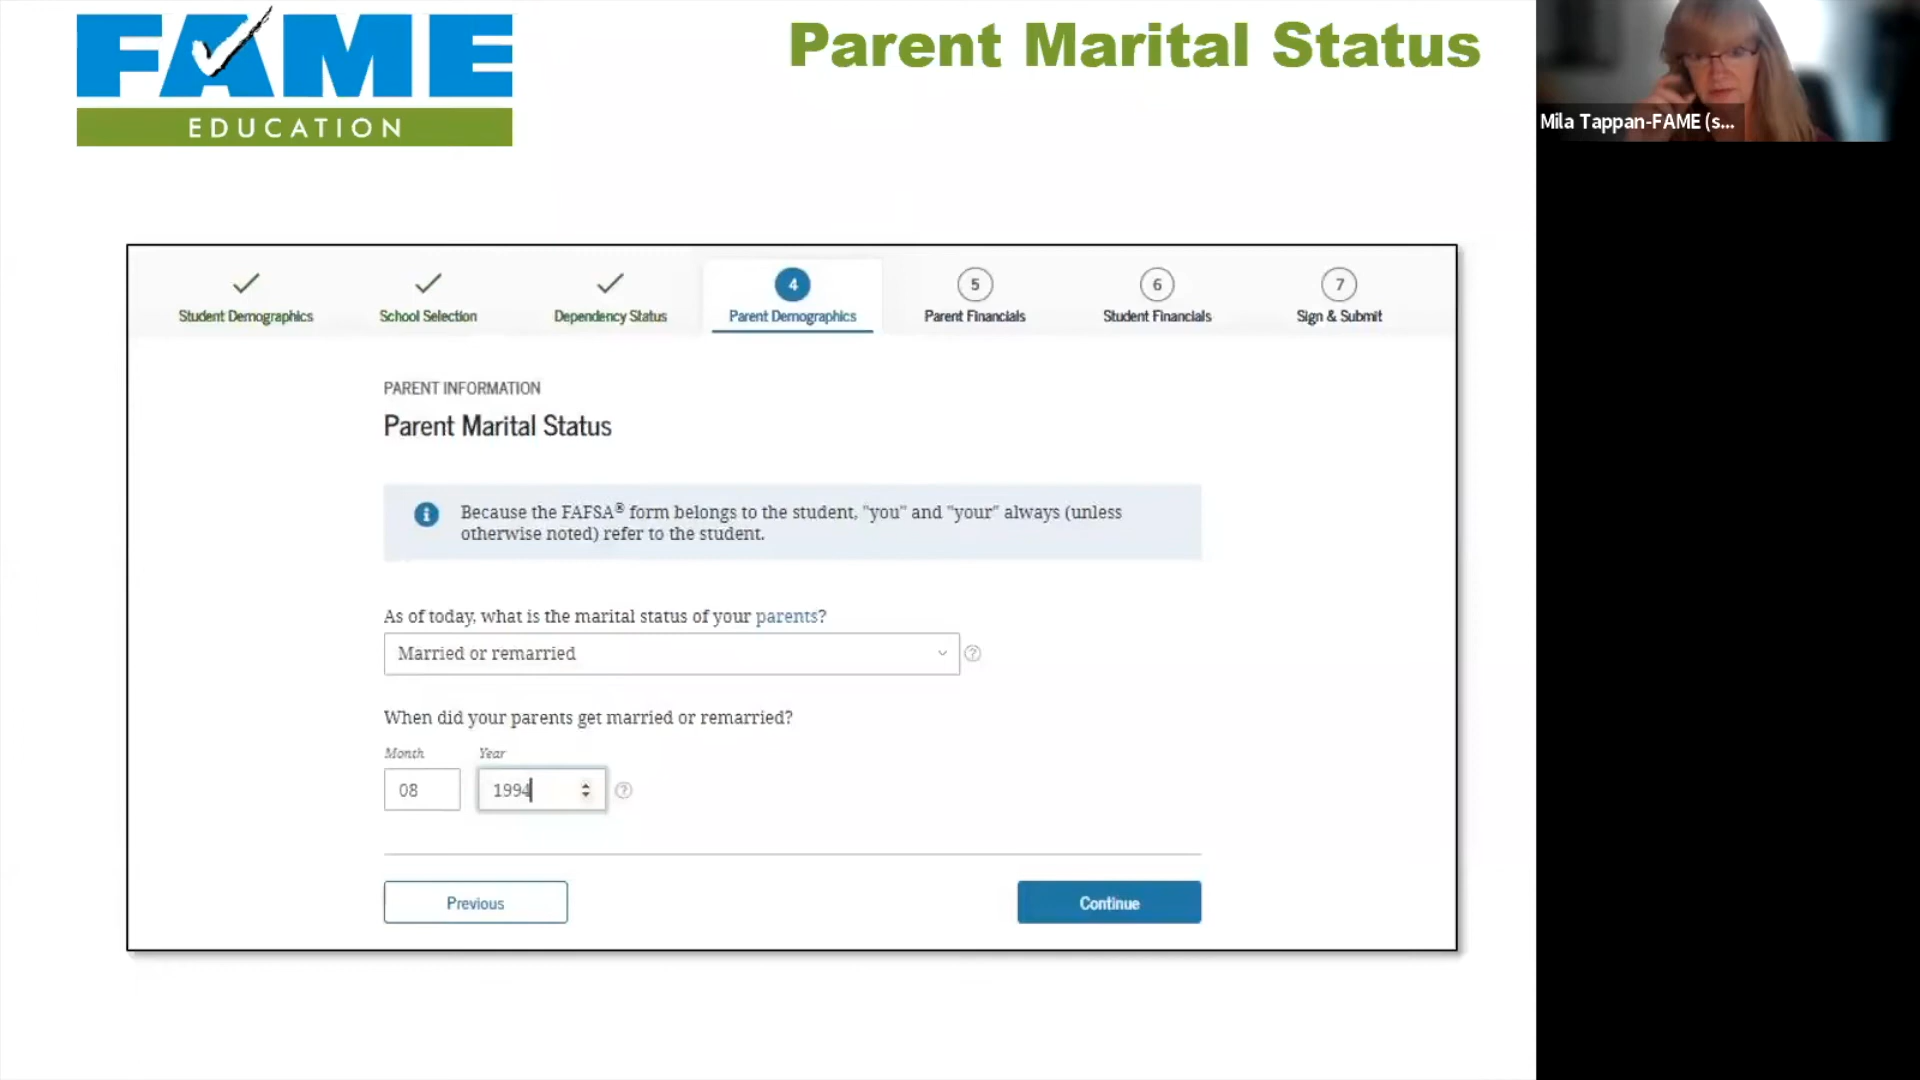 FAME
EDUCATION
Parent Marital Status
Mila Tappan-FAME (s...
4
5
6
7
Student Demographics
School Selection
Dependency Status
Parent Demographics
Parent Financials
Student Financials
Sign & Submit
PARENT INFORMATION
Parent Marital Status
i
Because the FAFSA® form belongs to the student, "you" and "your" always (unless
otherwise noted) refer to the student.
As of today, what is the marital status of your parents?
Married or remarried
?
When did your parents get married or remarried?
Month
Year
08
1994
?
Previous
Continue